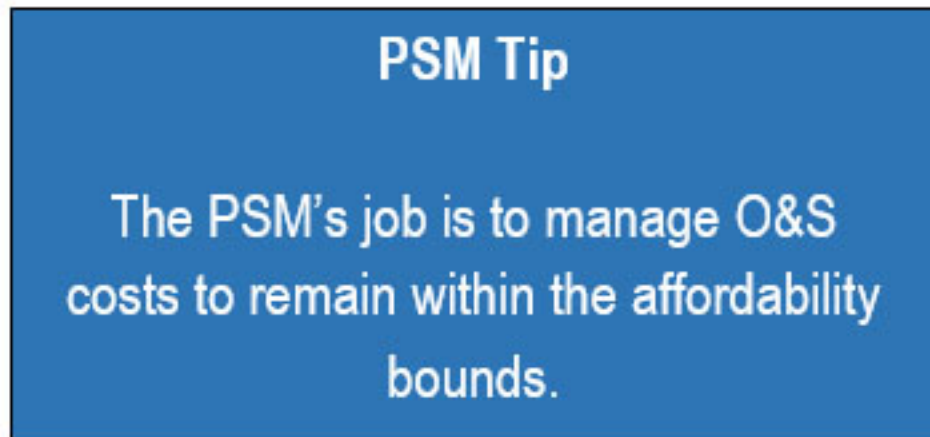 PSM Tip
The PSM’s job is to manage O&S
costs to remain within the affordability
bounds.